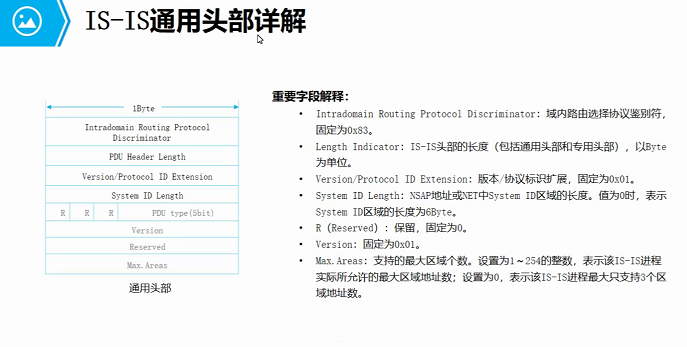 IS-IS通用头部详解
1Byte
Intradomain Routing Protocol
Discriminator
PDU Header Length
Version/Protocol ID Extension
System ID Length
R R R PDU type(5bit)
Version
Reserved
Max.Areas
通用头部
重要字段解释：
• Intradomain Routing Protocol Discriminator：域内路由选择协议鉴别符，
固定为0x83。
• Length Indicator：IS-IS头部的长度（包括通用头部和专用头部），以Byte
为单位。
• Version/Protocol ID Extension：版本/协议标识扩展，固定为0x01。
• System ID Length：NSAP地址或NET中System ID区域的长度。值为0时，表示
System ID区域的长度为6Byte。
• R（Reserved）：保留，固定为0。
• Version：固定为0x01。
• Max.Areas：支持的最大区域个数。设置为1～254的整数，表示该IS-IS进程
实际所允许的最大区域地址数；设置为0，表示该IS-IS进程最大只支持3个区
域地址数。